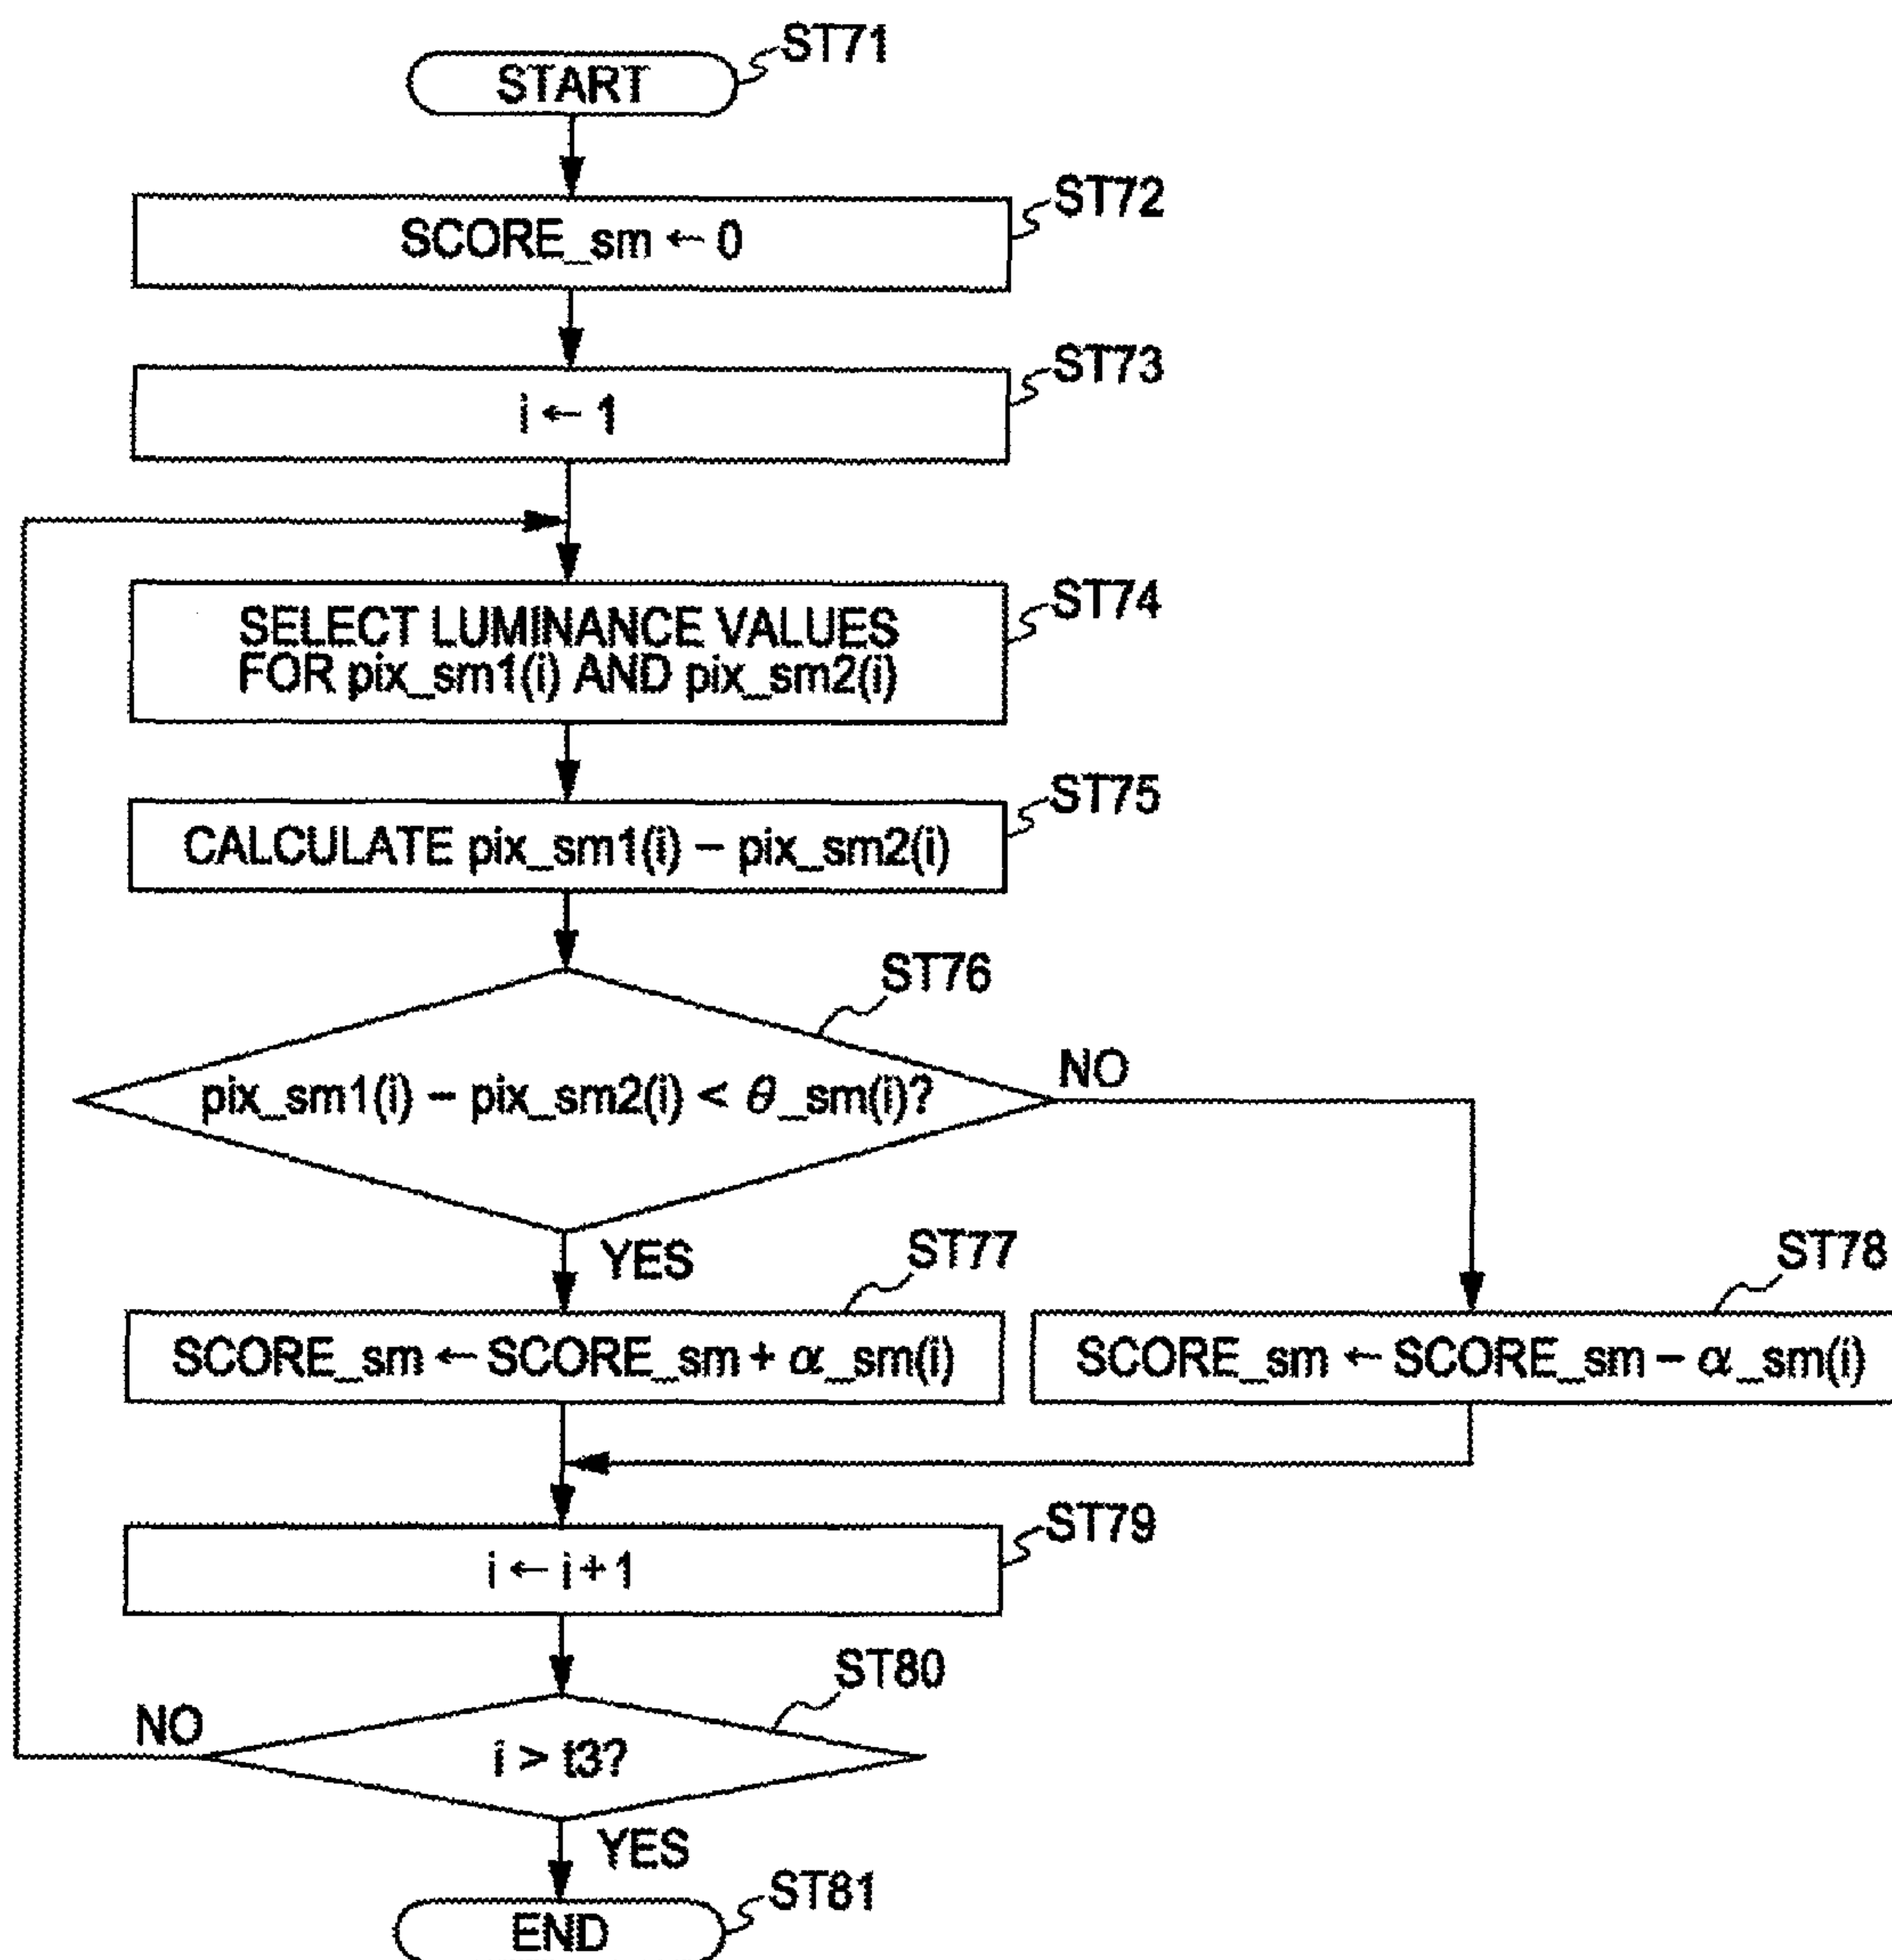 START
ST71
SCORE_sm ← 0
ST72
i ← 1
ST73
SELECT LUMINANCE VALUES
FOR pix_sm1(i) AND pix_sm2(i)
ST74
CALCULATE pix_sm1(i) – pix_sm2(i)
ST75
ST76
pix_sm1(i) – pix_sm2(i) < θ_sm(i)?
NO
YES
ST77
SCORE_sm ← SCORE_sm + α_sm(i)
ST78
SCORE_sm ← SCORE_sm – α_sm(i)
ST79
i ← i + 1
ST80
NO
i > t3?
YES
ST81
END